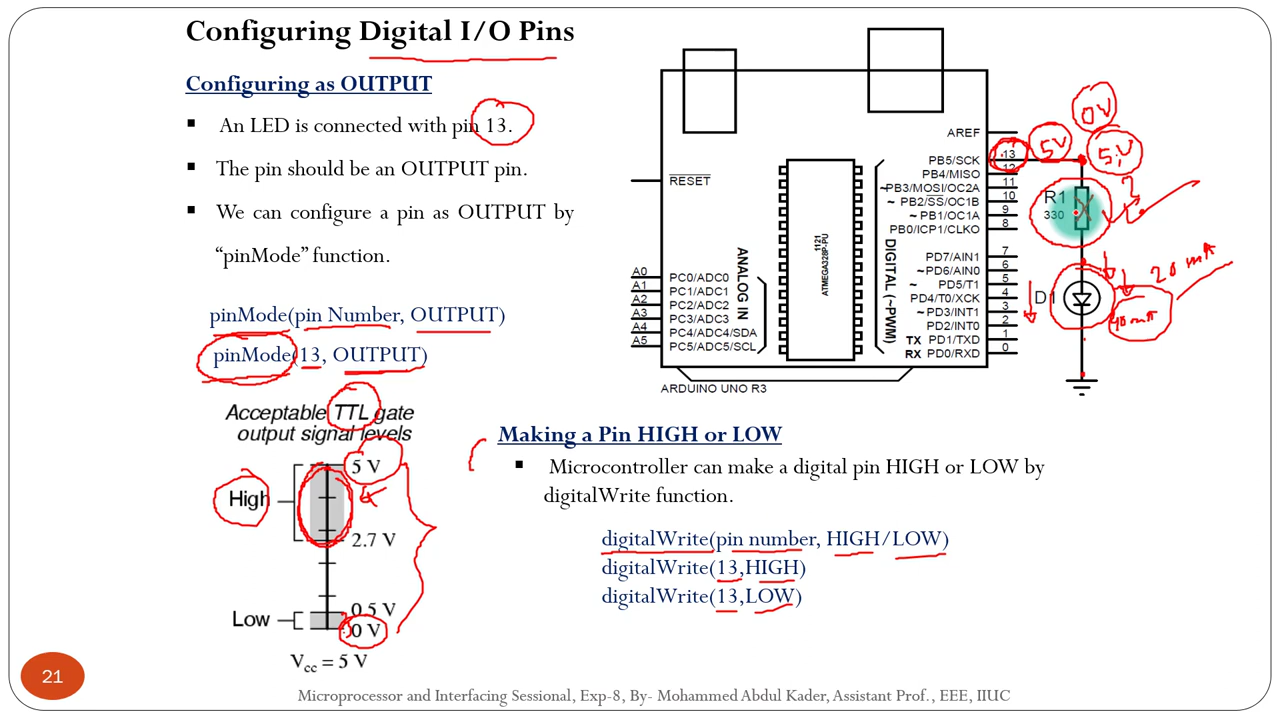 Configuring Digital I/O Pins
Configuring as OUTPUT
▪ An LED is connected with pin 13.
▪ The pin should be an OUTPUT pin.
▪ We can configure a pin as OUTPUT by
"pinMode" function.
pinMode(pin Number, OUTPUT)
pinMode(13, OUTPUT)
Acceptable TTL gate
output signal levels
5 V
High
2.7 V
0.5 V
Low
0 V
Vcc = 5 V
RESET
A0 PC0/ADC0
A1 PC1/ADC1
A2 PC2/ADC2
A3 PC3/ADC3
A4 PC4/ADC4/SDA
A5 PC5/ADC5/SCL
ANALOG IN
1121
ATMEGA328P-PU
DIGITAL (~PWM)
AREF
PB5/SCK 13
PB4/MISO 12
~PB3/MOSI/OC2A 11
~ PB2/SS/OC1B 10
~ PB1/OC1A 9
PB0/ICP1/CLKO 8
PD7/AIN1 7
~PD6/AIN0 6
~ PD5/T1 5
PD4/T0/XCK 4
~PD3/INT1 3
PD2/INT0 2
TX PD1/TXD 1
RX PD0/RXD 0
ARDUINO UNO R3
0V
5V
5V
R1
330
D1
20 mA
40mA
Making a Pin HIGH or LOW
▪ Microcontroller can make a digital pin HIGH or LOW by
digitalWrite function.
digitalWrite(pin number, HIGH/LOW)
digitalWrite(13,HIGH)
digitalWrite(13,LOW)
21
Microprocessor and Interfacing Sessional, Exp-8, By- Mohammed Abdul Kader, Assistant Prof., EEE, IIUC